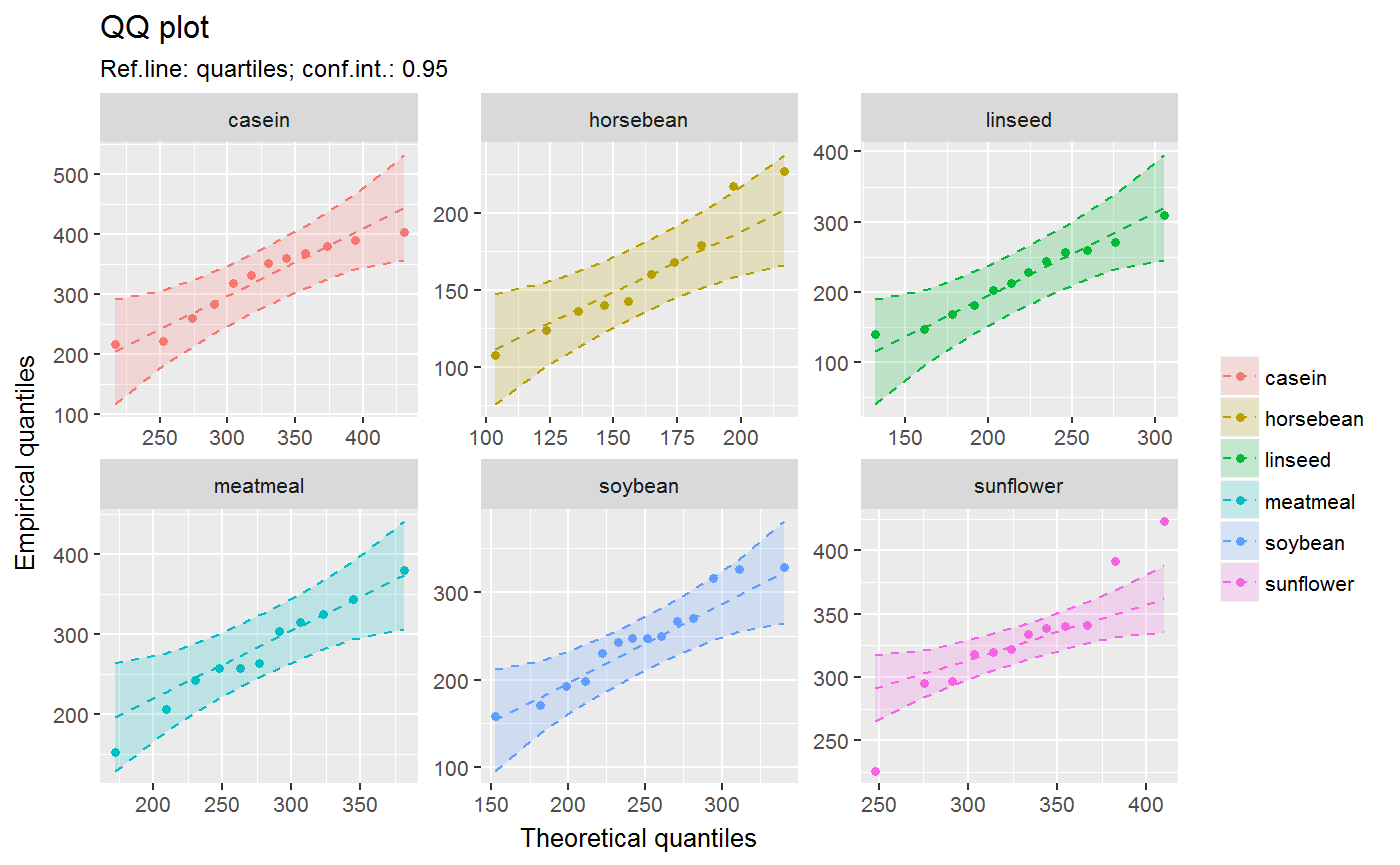 QQ plot
Ref.line: quartiles; conf.int.: 0.95
casein
horsebean
linseed
500
400
300
200
100
200
150
100
400
300
200
100
250 300 350 400
100 125 150 175 200
150 200 250 300
meatmeal
soybean
sunflower
400
300
200
300
200
100
400
350
300
250
200 250 300 350
150 200 250 300
250 300 350 400
Empirical quantiles
Theoretical quantiles
casein
horsebean
linseed
meatmeal
soybean
sunflower